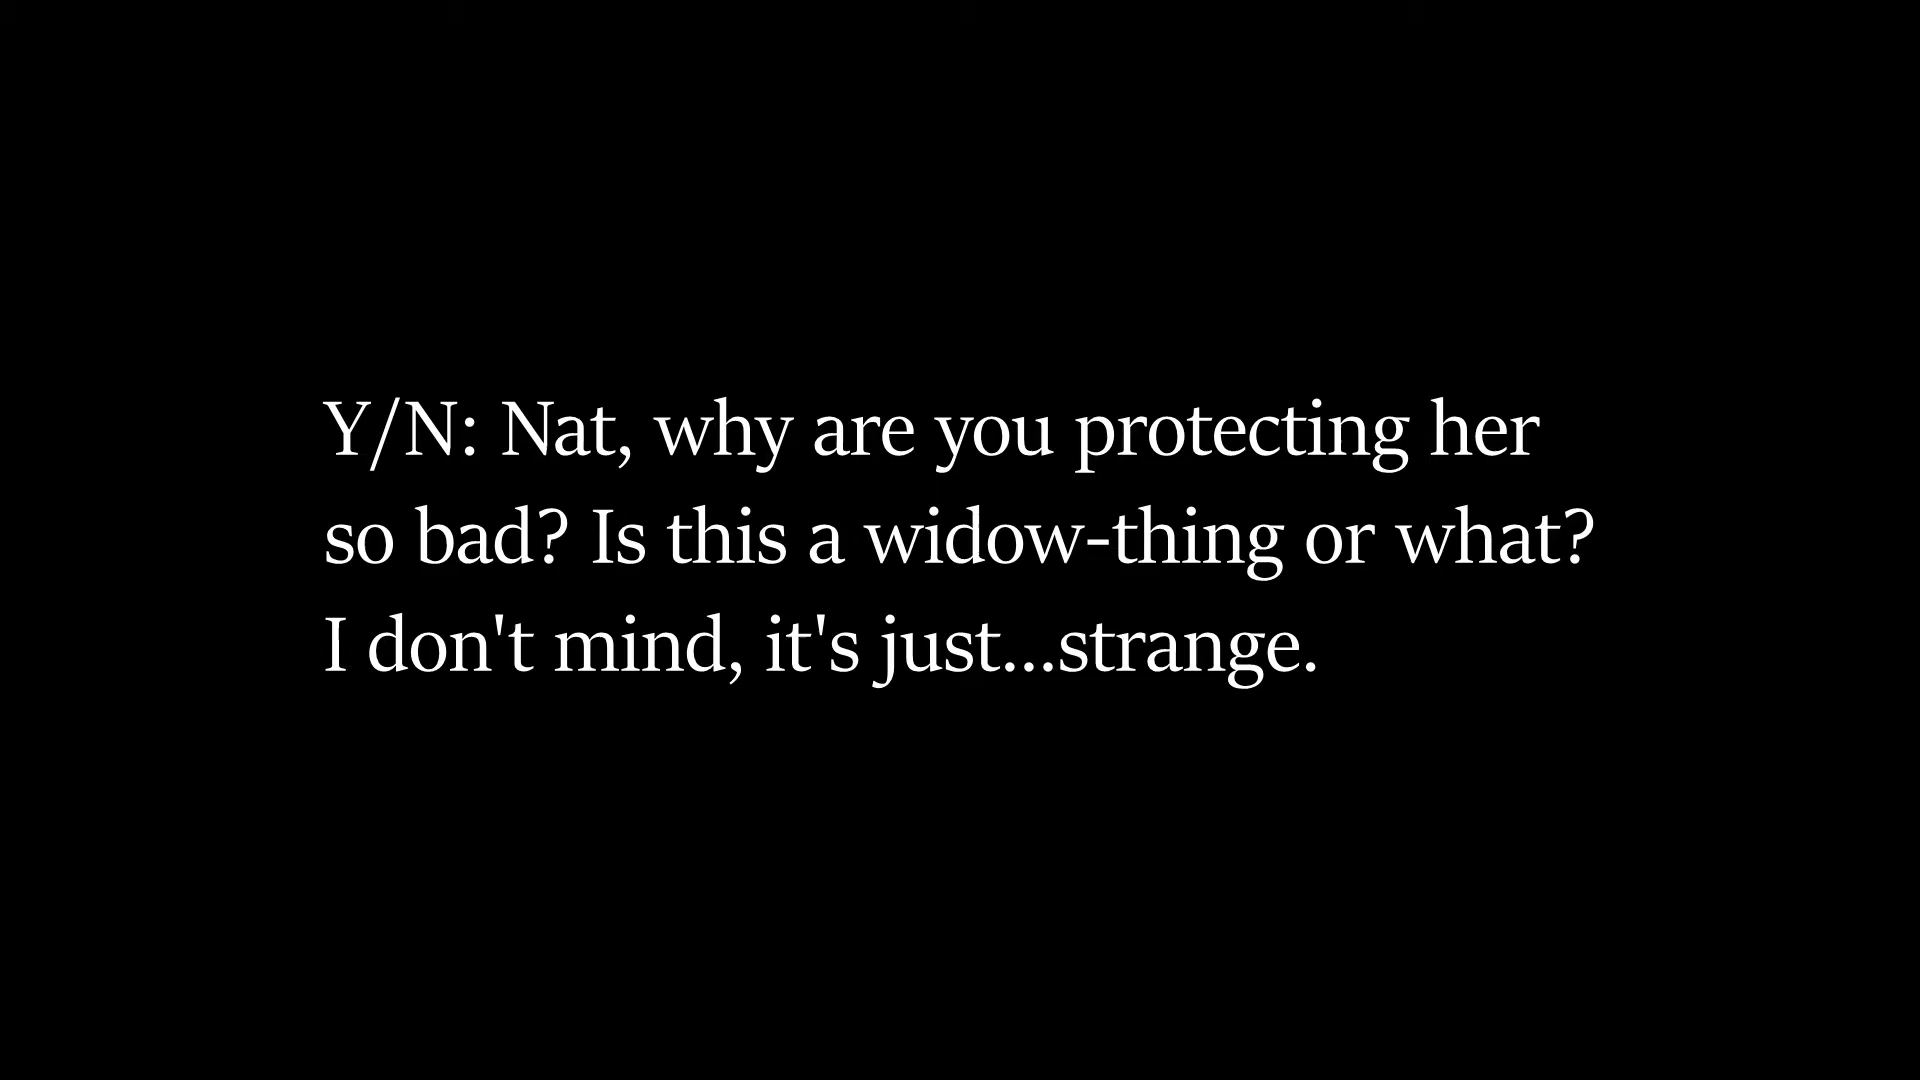 Y/N: Nat, why are you protecting her
so bad? Is this a widow-thing or what?
I don't mind, it's just...strange.